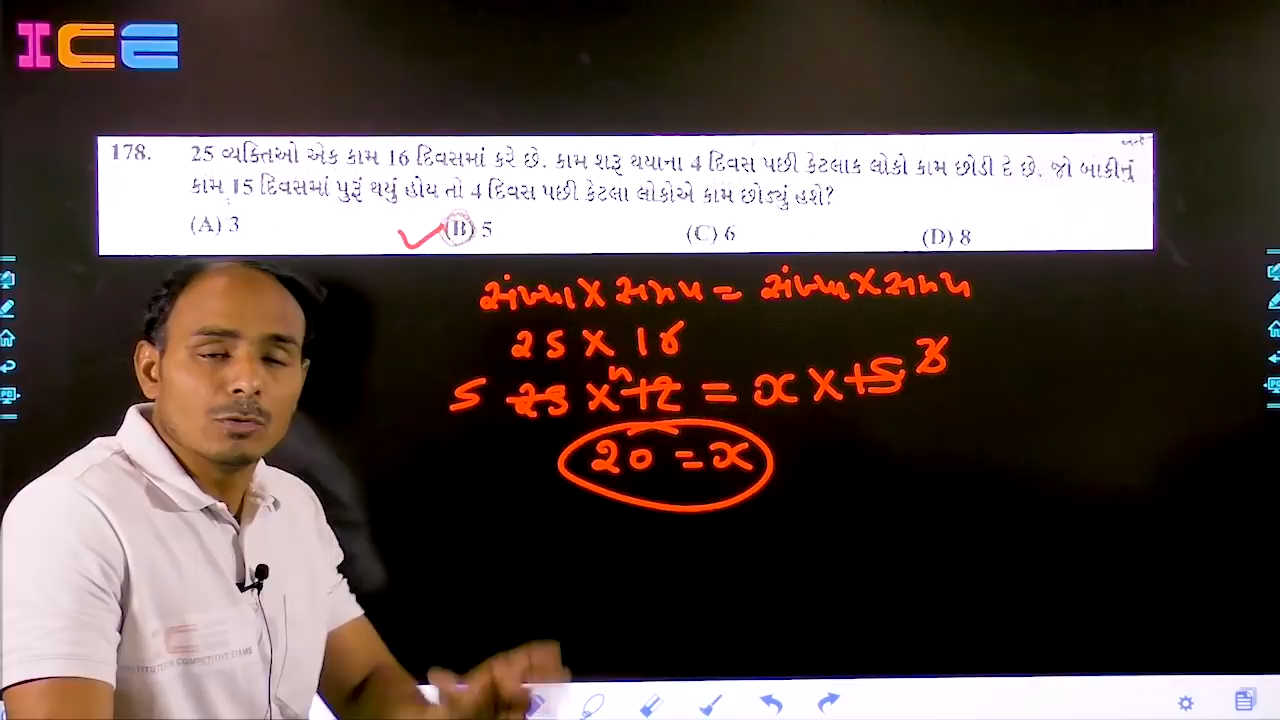 ICE
178. 25 વ્યક્તિઓ એક કામ 16 દિવસમાં કરે છે. કામ શરૂ થયાના 4 દિવસ પછી કેટલાક લોકો કામ છોડી દે છે. જો બાકીનું
કામ 15 દિવસમાં પુરૂં થયું હોય તો 4 દિવસ પછી કેટલા લોકોએ કામ છોડ્યું હશે?
(A) 3 (B) 5 (C) 6 (D) 8
સંખ્યા × સમય = સંખ્યા × સમય
25 × 16
5 25 × 12 = x × 15 3
20 = x